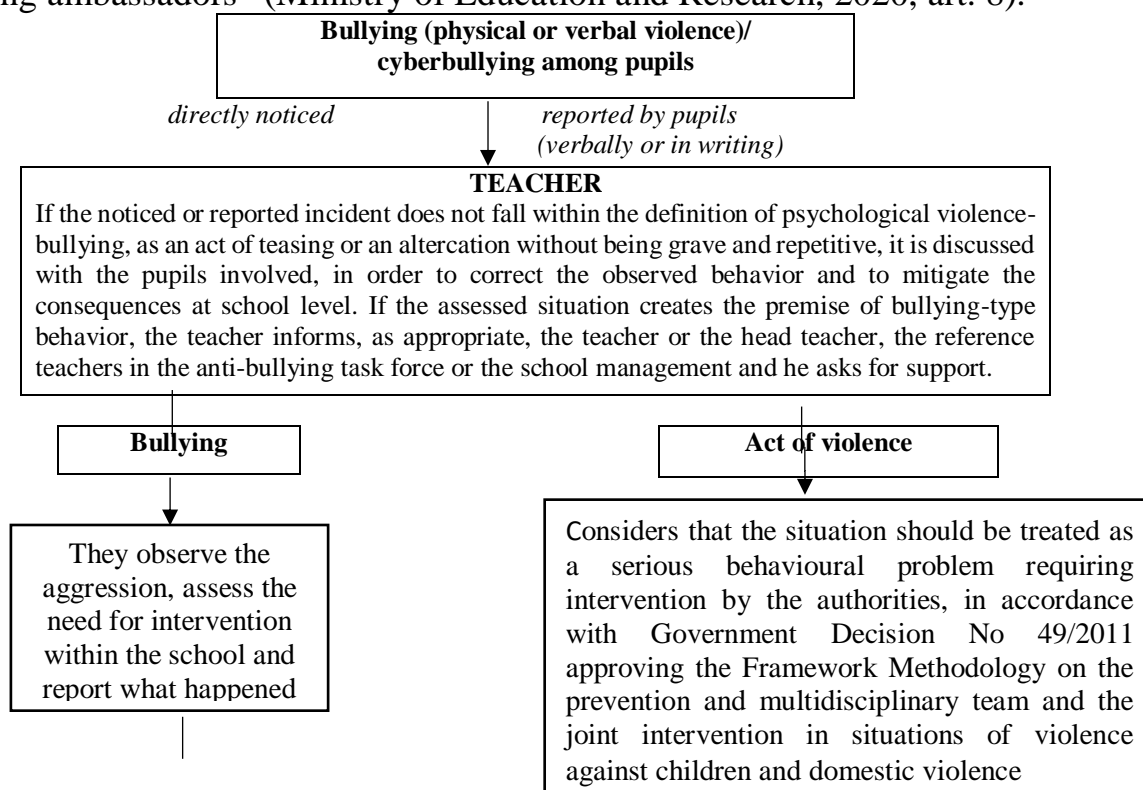 ng ambassadors" (Ministry of Education and Research, 2020, art. 8).
Bullying (physical or verbal violence)/
cyberbullying among pupils
directly noticed
reported by pupils
(verbally or in writing)
TEACHER
If the noticed or reported incident does not fall within the definition of psychological violence-
bullying, as an act of teasing or an altercation without being grave and repetitive, it is discussed
with the pupils involved, in order to correct the observed behavior and to mitigate the
consequences at school level. If the assessed situation creates the premise of bullying-type
behavior, the teacher informs, as appropriate, the teacher or the head teacher, the reference
teachers in the anti-bullying task force or the school management and he asks for support.
Bullying
Act of violence
They observe the
aggression, assess the
need for intervention
within the school and
report what happened
Considers that the situation should be treated as
a serious behavioural problem requiring
intervention by the authorities, in accordance
with Government Decision No 49/2011
approving the Framework Methodology on the
prevention and multidisciplinary team and the
joint intervention in situations of violence
against children and domestic violence